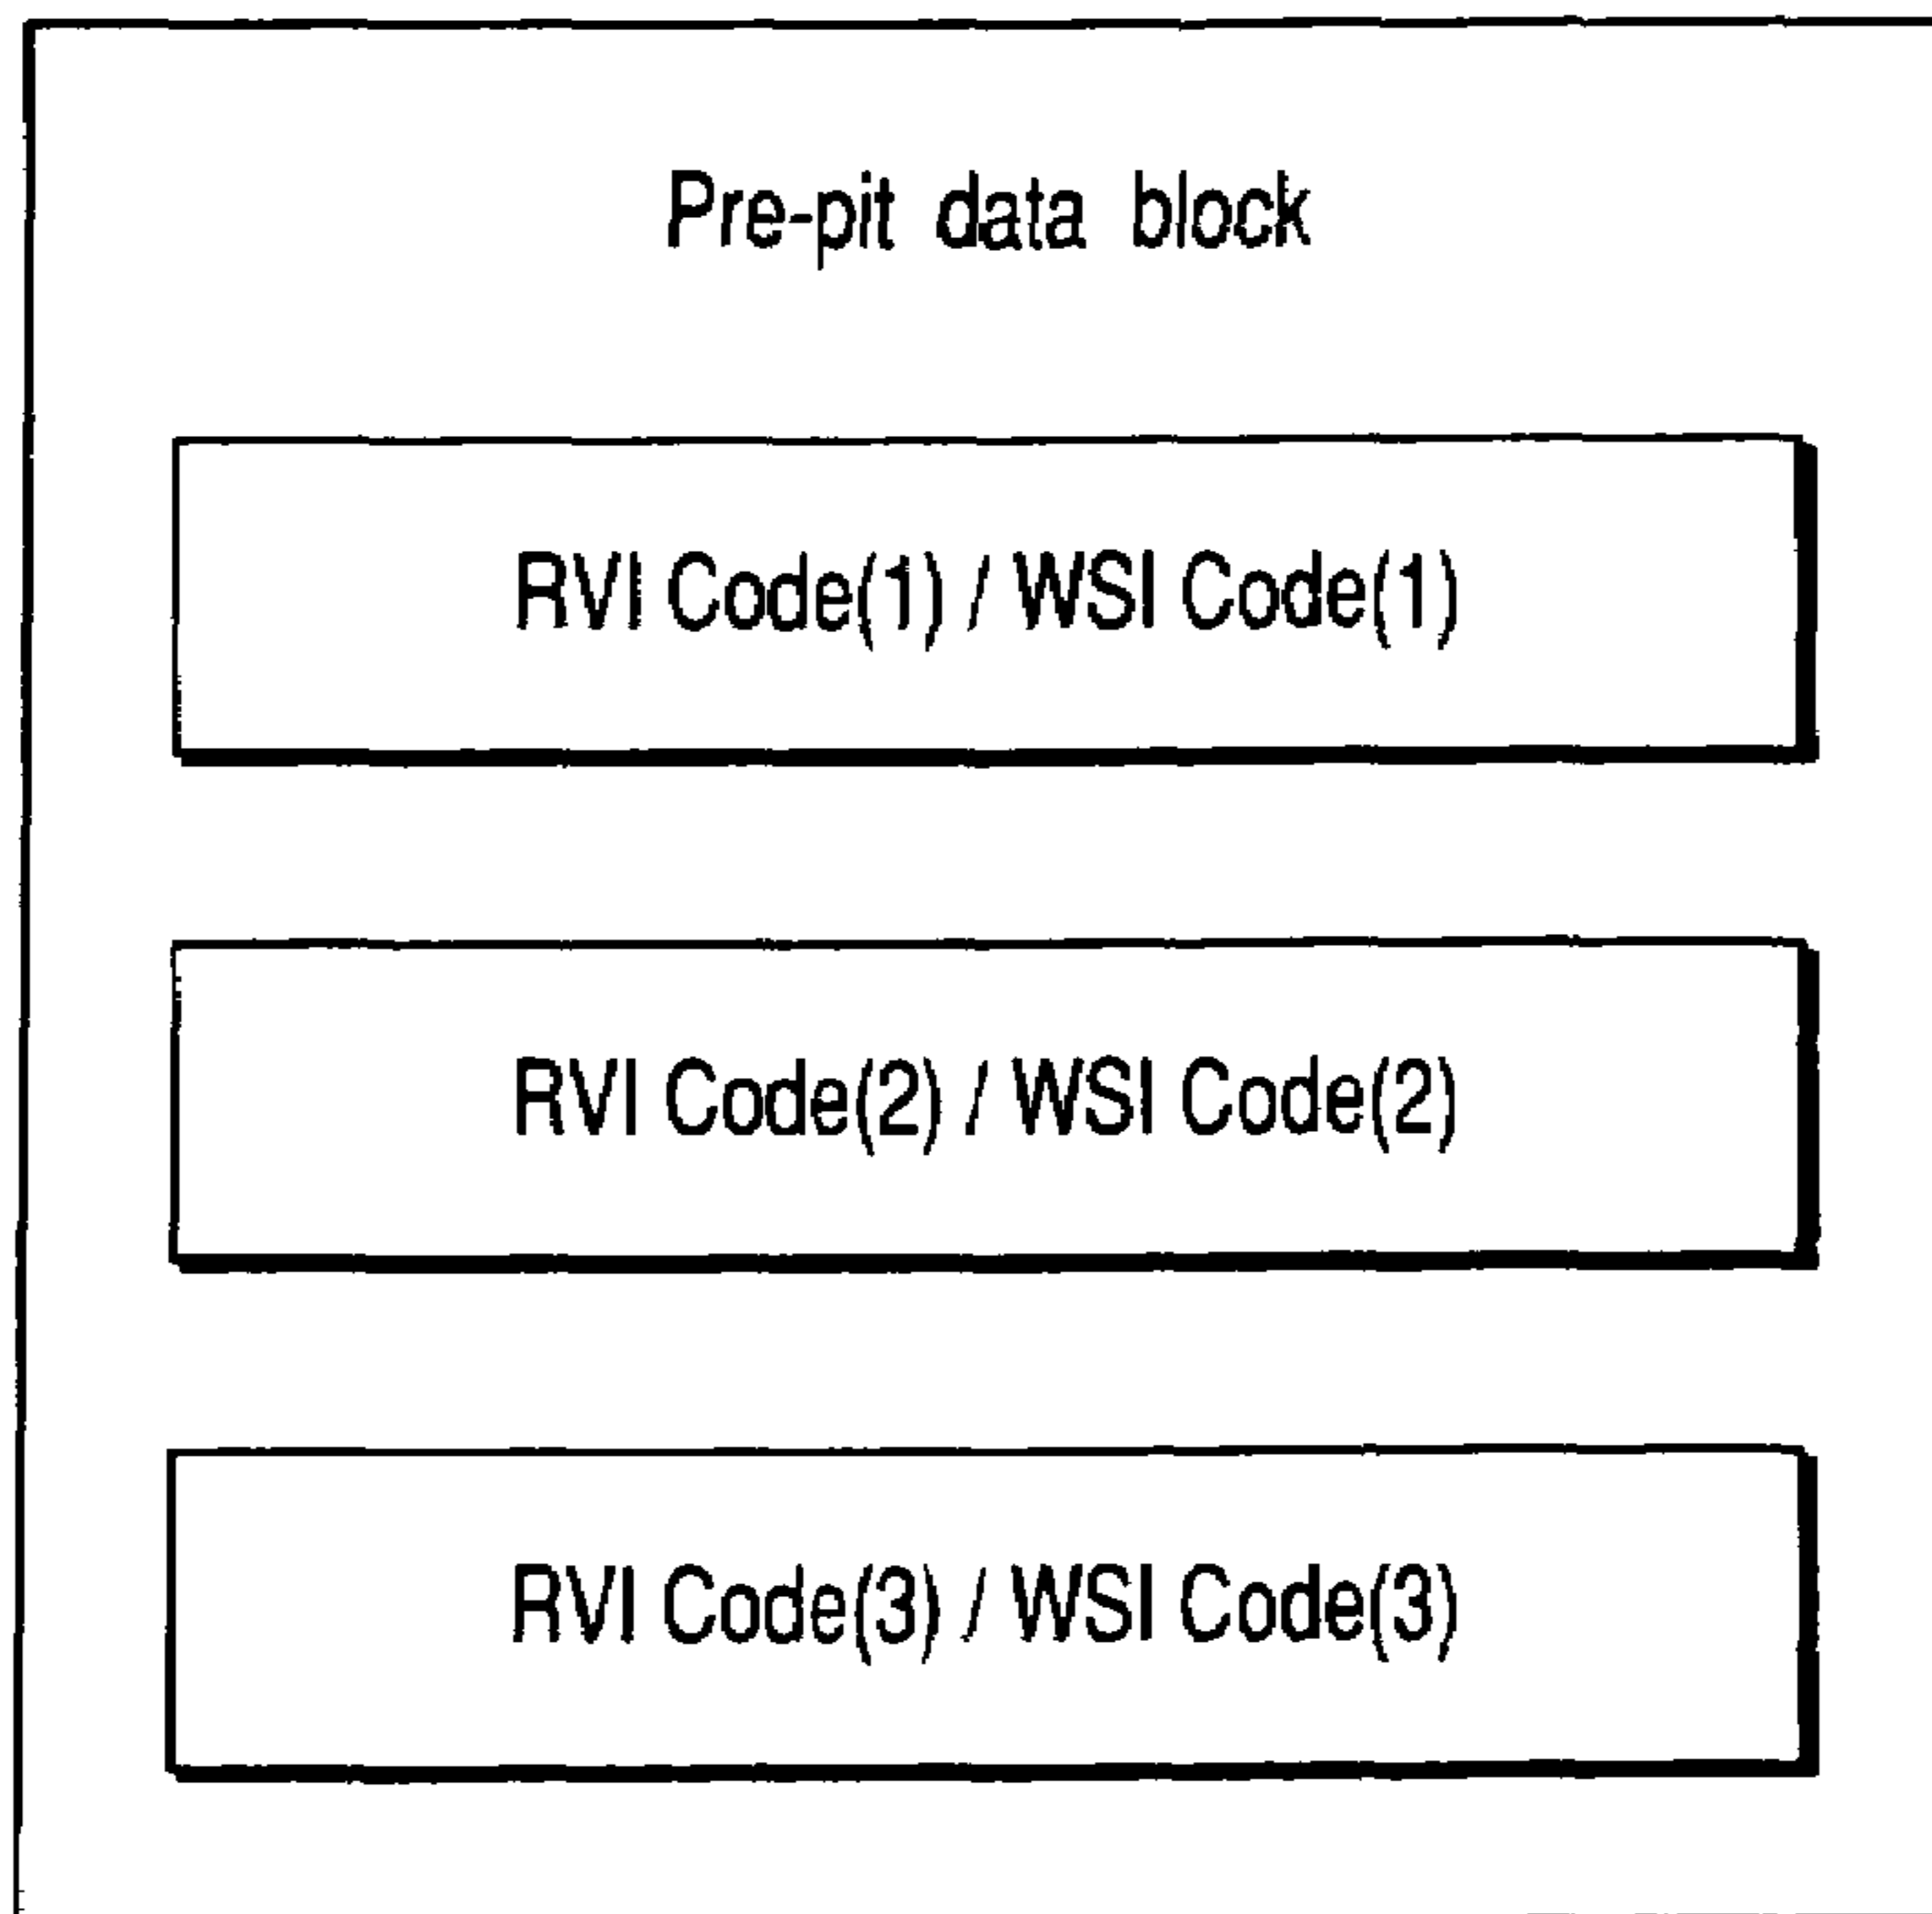 Pre-pit data block
RVI Code(1) / WSI Code(1)
RVI Code(2) / WSI Code(2)
RVI Code(3) / WSI Code(3)